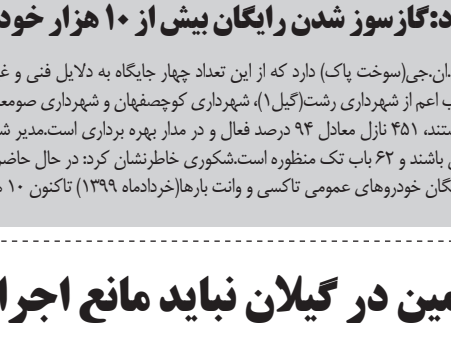 د:گازسوز شدن رایگان بیش از ۱۰ هزار خود
.ان.جی(سوخت پاک) دارد که از این تعداد چهار جایگاه به دلایل فنی و غ
ب اعم از شهرداری رشت(گیل۱)، شهرداری کوچصفهان و شهرداری صومعه
ستند، ۴۵۱ نازل معادل ۹۴ درصد فعال و در مدار بهره برداری است.مدیر ش
ی باشند و ۶۲ باب تک منظوره است.شکوری خاطرنشان کرد: در حال حاضر
گان خودروهای عمومی تاکسی و وانت بارها(خردادماه ۱۳۹۹) تاکنون ۱۰ ه
مین در گیلان نباید مانع اجرا